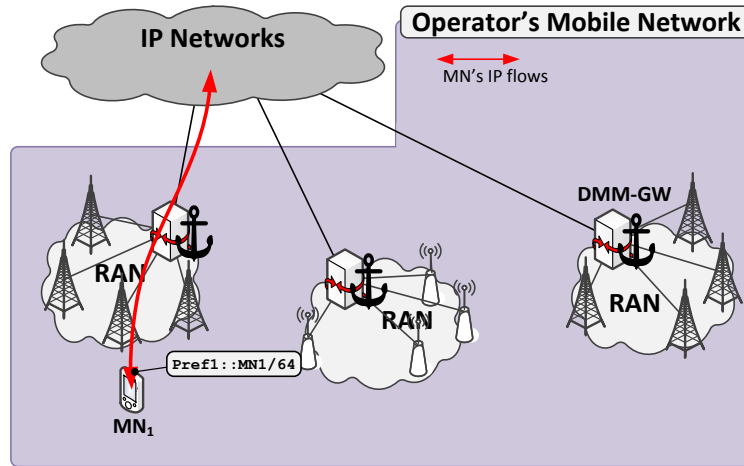 Operator's Mobile Network
IP Networks
MN's IP flows
DMM-GW
RAN
RAN
RAN
Pref1::MN1/64
MN₁